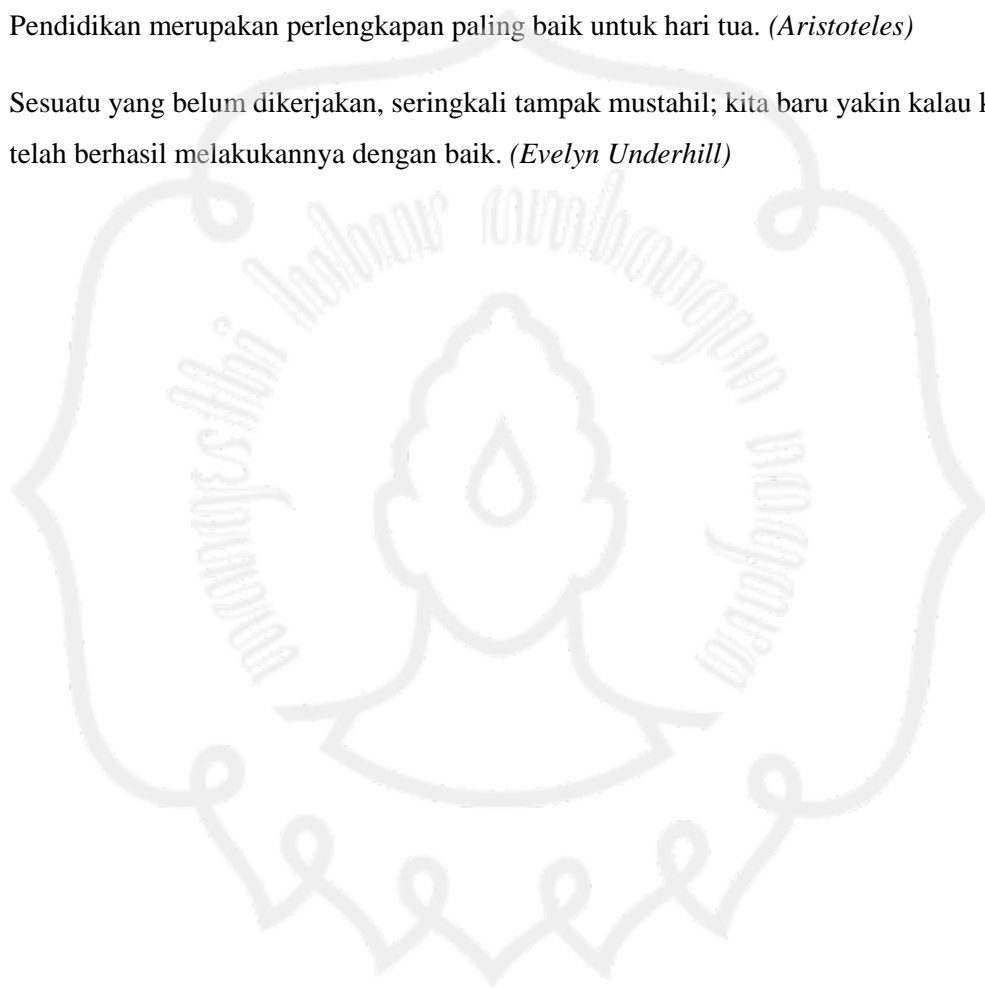 Pendidikan merupakan perlengkapan paling baik untuk hari tua. (Aristoteles)
Sesuatu yang belum dikerjakan, seringkali tampak mustahil; kita baru yakin kalau
telah berhasil melakukannya dengan baik. (Evelyn Underhill)